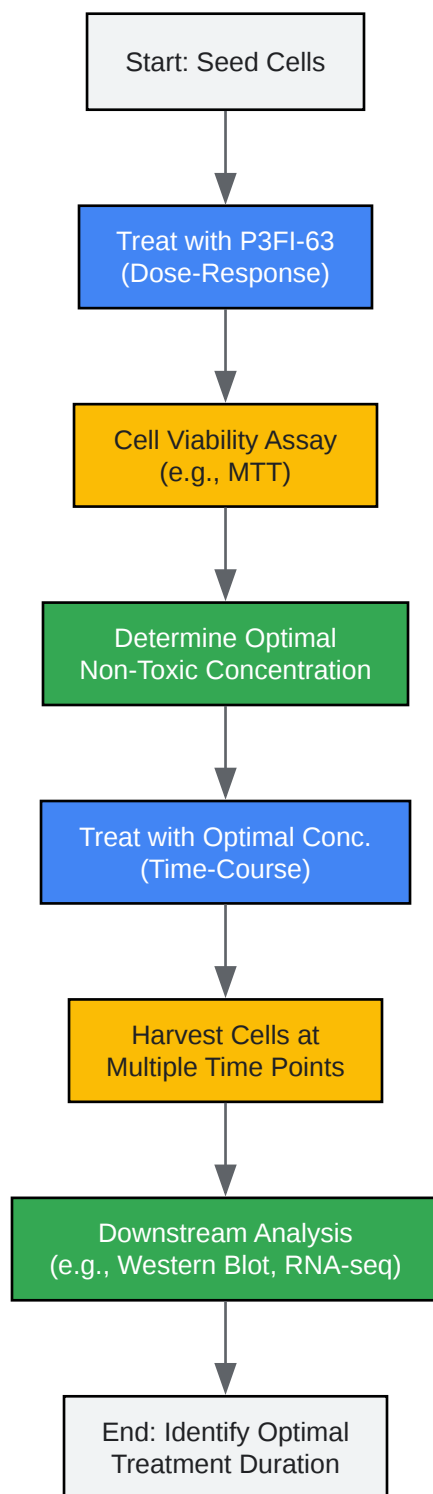 Start: Seed Cells
Treat with P3FI-63
(Dose-Response)
Cell Viability Assay
(e.g., MTT)
Determine Optimal
Non-Toxic Concentration
Treat with Optimal Conc.
(Time-Course)
Harvest Cells at
Multiple Time Points
Downstream Analysis
(e.g., Western Blot, RNA-seq)
End: Identify Optimal
Treatment Duration